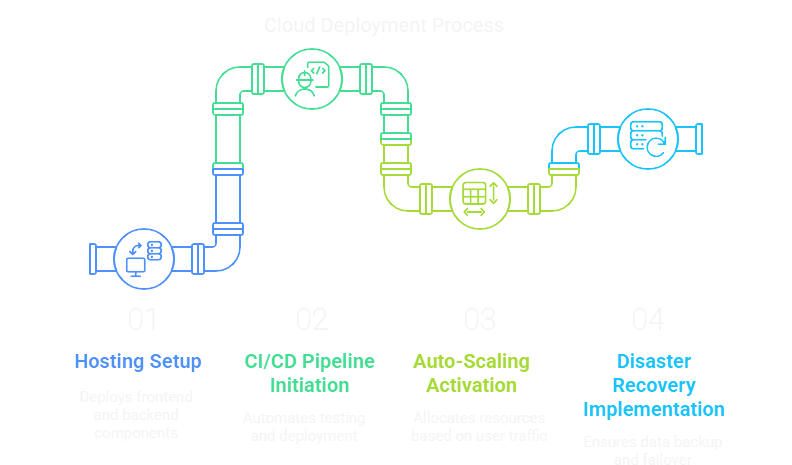 Cloud Deployment Process
01
02
03
04
Hosting Setup
Deploys frontend
and backend
components
CI/CD Pipeline
Initiation
Automates testing
and deployment
Auto-Scaling
Activation
Allocates resources
based on user traffic
Disaster
Recovery
Implementation
Ensures data backup
and failover